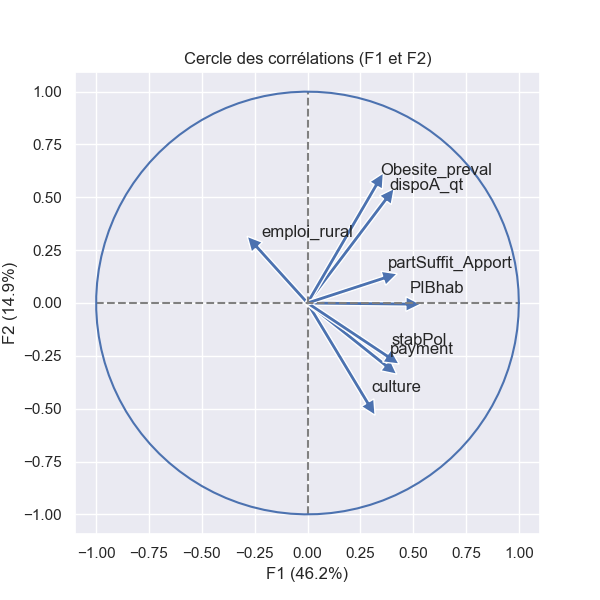 Cercle des corrélations (F1 et F2)
1.00
0.75
0.50
0.25
0.00
−0.25
−0.50
−0.75
−1.00
F2 (14.9%)
Obesite_preval
dispoA_qt
emploi_rural
partSuffit_Apport
PIBhab
stabPol
payment
culture
−1.00 −0.75 −0.50 −0.25 0.00 0.25 0.50 0.75 1.00
F1 (46.2%)